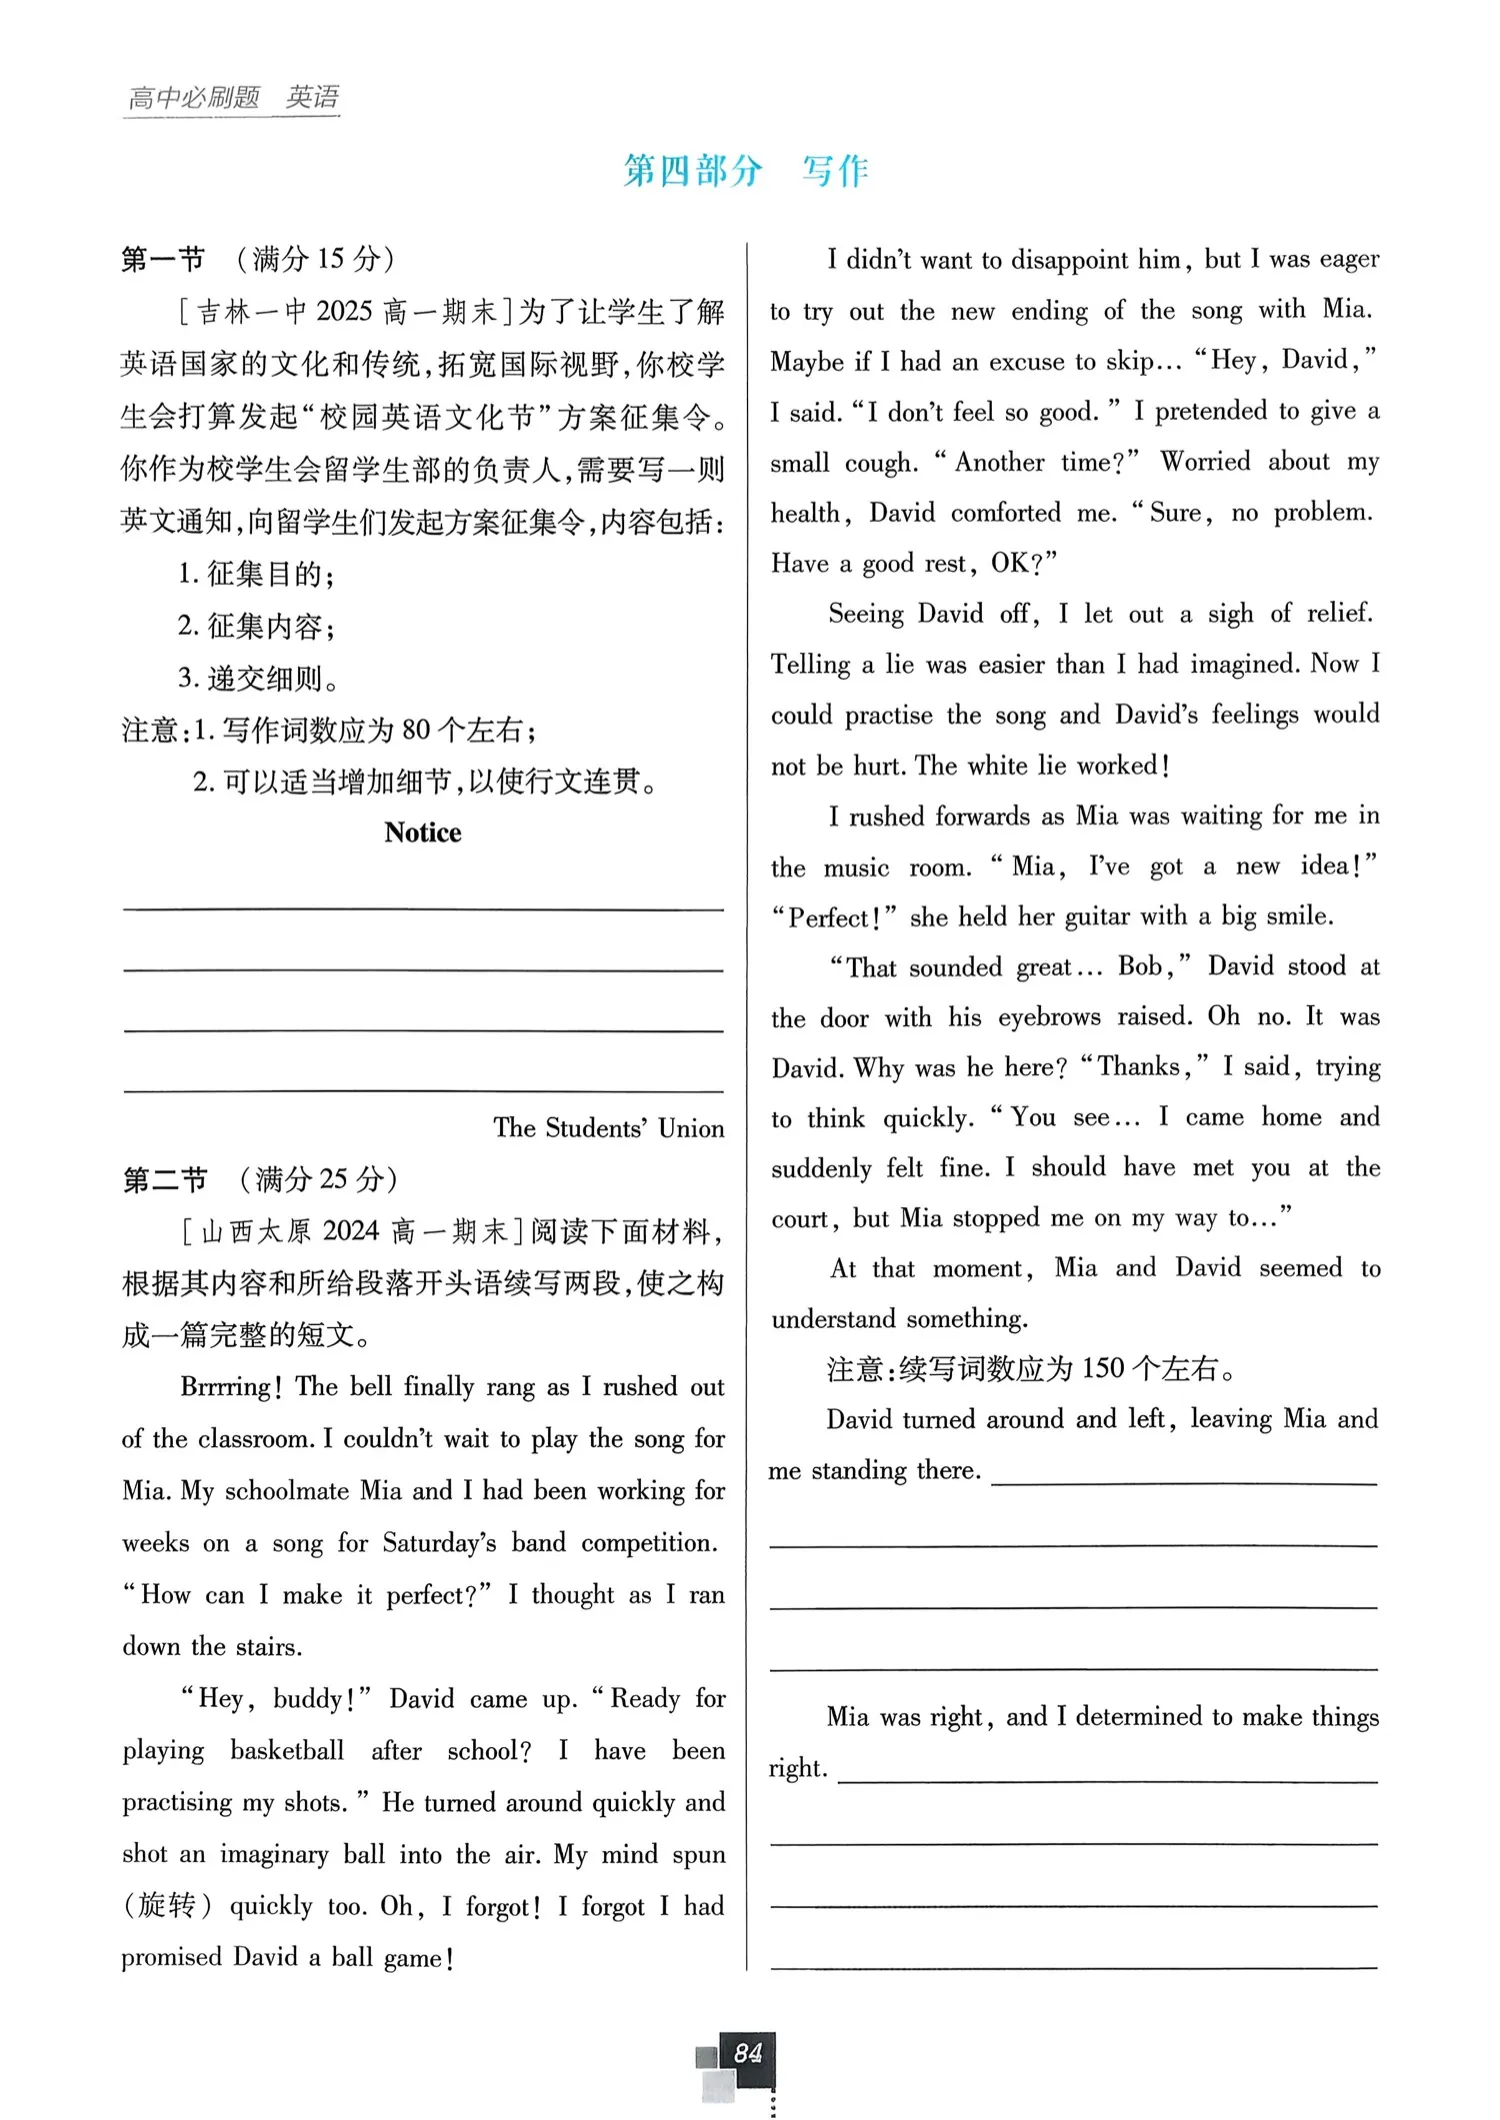 高中必刷题 英语
第四部分 写作
第一节 （满分 15 分）
［吉林一中 2025 高一期末］为了让学生了解
英语国家的文化和传统,拓宽国际视野,你校学
生会打算发起“校园英语文化节”方案征集令。
你作为校学生会留学生部的负责人,需要写一则
英文通知,向留学生们发起方案征集令,内容包括:
1. 征集目的;
2. 征集内容;
3. 递交细则。
注意:1. 写作词数应为 80 个左右;
2. 可以适当增加细节,以使行文连贯。
Notice
The Students’ Union
第二节 （满分 25 分）
［山西太原 2024 高一期末］阅读下面材料,
根据其内容和所给段落开头语续写两段,使之构
成一篇完整的短文。
Brrrring! The bell finally rang as I rushed out
of the classroom. I couldn’t wait to play the song for
Mia. My schoolmate Mia and I had been working for
weeks on a song for Saturday’s band competition.
“How can I make it perfect?” I thought as I ran
down the stairs.
“Hey, buddy!” David came up. “Ready for
playing basketball after school? I have been
practising my shots.” He turned around quickly and
shot an imaginary ball into the air. My mind spun
（旋转）quickly too. Oh, I forgot! I forgot I had
promised David a ball game!
I didn’t want to disappoint him, but I was eager
to try out the new ending of the song with Mia.
Maybe if I had an excuse to skip... “Hey, David,”
I said. “I don’t feel so good.” I pretended to give a
small cough. “Another time?” Worried about my
health, David comforted me. “Sure, no problem.
Have a good rest, OK?”
Seeing David off, I let out a sigh of relief.
Telling a lie was easier than I had imagined. Now I
could practise the song and David’s feelings would
not be hurt. The white lie worked!
I rushed forwards as Mia was waiting for me in
the music room. “Mia, I’ve got a new idea!”
“Perfect!” she held her guitar with a big smile.
“That sounded great... Bob,” David stood at
the door with his eyebrows raised. Oh no. It was
David. Why was he here? “Thanks,” I said, trying
to think quickly. “You see... I came home and
suddenly felt fine. I should have met you at the
court, but Mia stopped me on my way to...”
At that moment, Mia and David seemed to
understand something.
注意:续写词数应为 150 个左右。
David turned around and left, leaving Mia and
me standing there.
Mia was right, and I determined to make things
right.
84